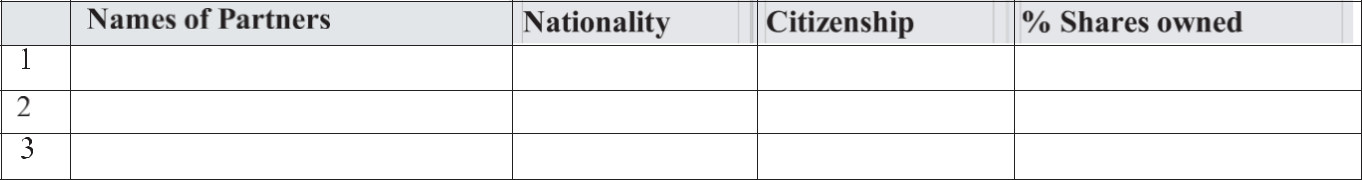 Names of Partners Nationality Citizenship % Shares owned
1
2
3